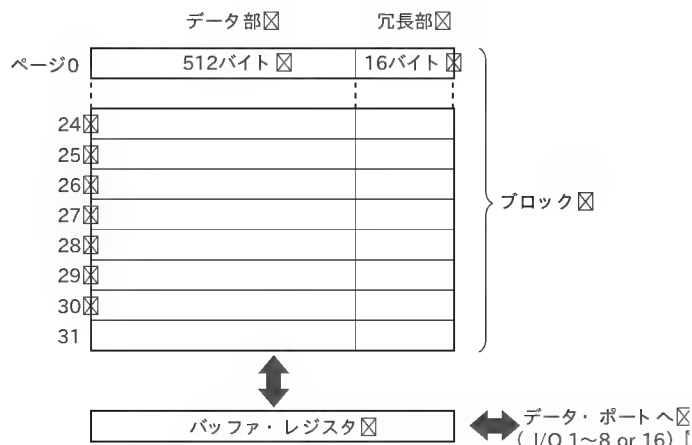 データ部☒ 冗長部☒
ページ0 512バイト☒ 16バイト☒
24☒
25☒
26☒
27☒
28☒
29☒
30☒
31
ブロック☒
バッファ・レジスタ☒
データ・ポートへ☒
( I/O 1〜8 or 16)